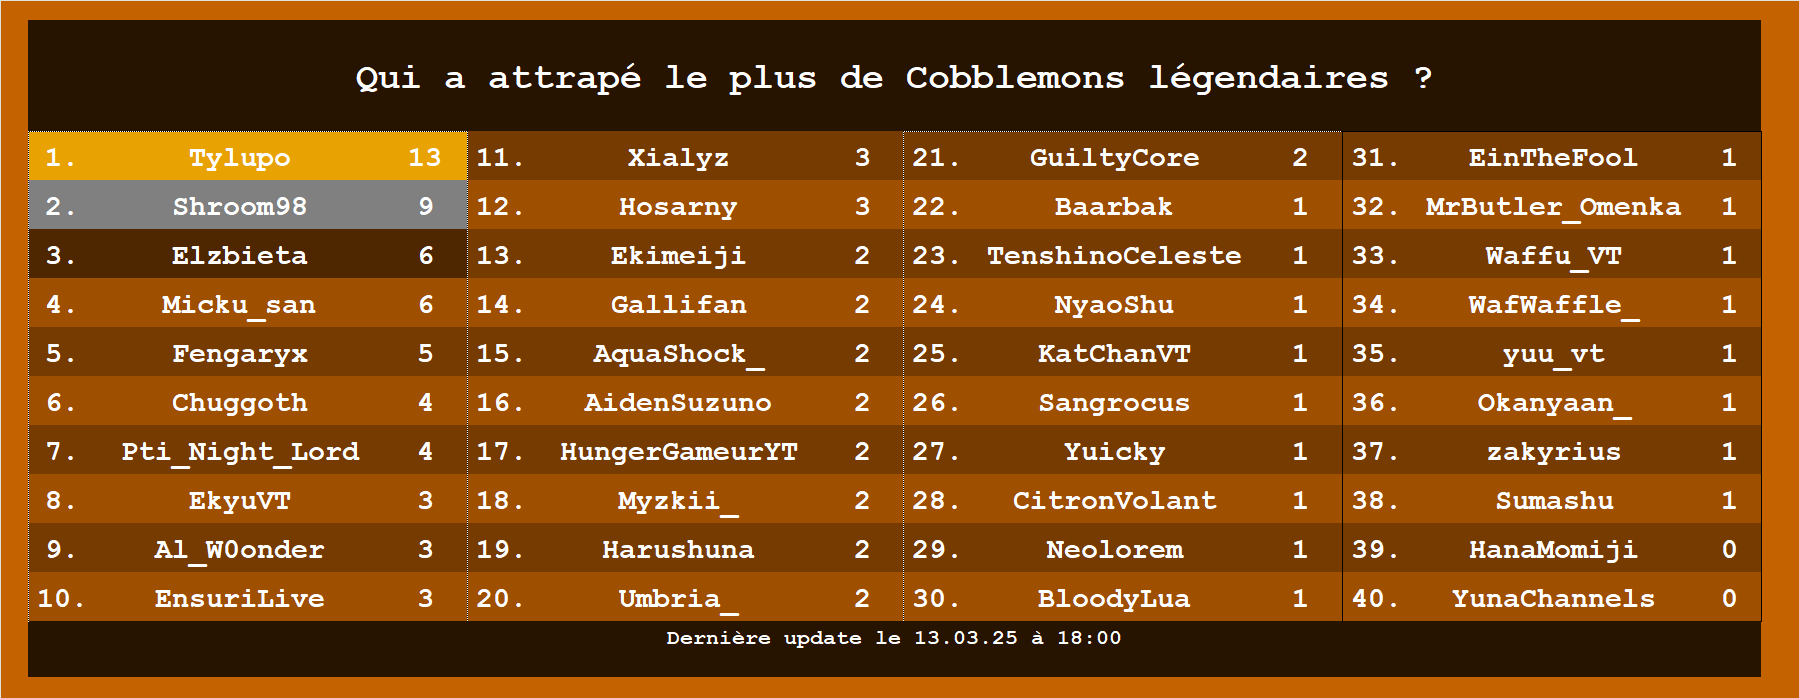 Qui a attrapé le plus de Cobblemons légendaires ?
1. Tylupo 13
2. Shroom98 9
3. Elzbieta 6
4. Micku_san 6
5. Fengaryx 5
6. Chuggoth 4
7. Pti_Night_Lord 4
8. EkyuVT 3
9. Al_W0onder 3
10. EnsuriLive 3
11. Xialyz 3
12. Hosarny 3
13. Ekimeiji 2
14. Gallifan 2
15. AquaShock_ 2
16. AidenSuzuno 2
17. HungerGameurYT 2
18. Myzkii_ 2
19. Harushuna 2
20. Umbria_ 2
21. GuiltyCore 2
22. Baarbak 1
23. TenshinoCeleste 1
24. NyaoShu 1
25. KatChanVT 1
26. Sangrocus 1
27. Yuicky 1
28. CitronVolant 1
29. Neolorem 1
30. BloodyLua 1
31. EinTheFool 1
32. MrButler_Omenka 1
33. Waffu_VT 1
34. WafWaffle_ 1
35. yuu_vt 1
36. Okanyaan_ 1
37. zakyrius 1
38. Sumashu 1
39. HanaMomiji 0
40. YunaChannels 0
Dernière update le 13.03.25 à 18:00